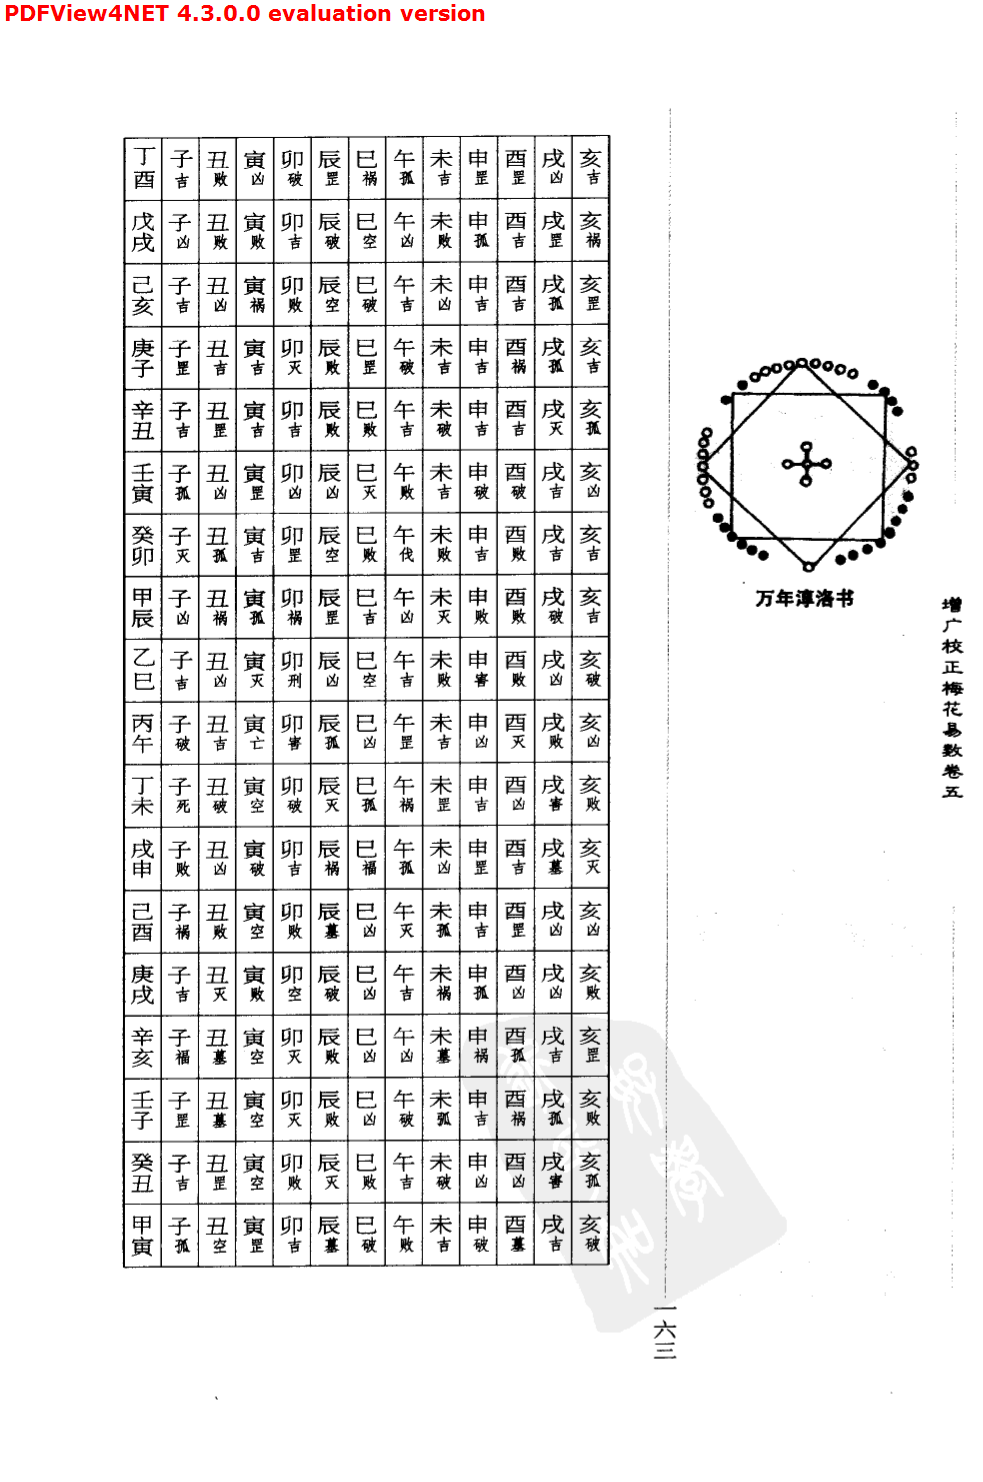 PDFView4NET 4.3.0.0 evaluation version
丁酉 子吉 丑败 寅凶 卯破 辰罡 巳祸 午孤 未吉 申罡 酉罡 戌凶 亥吉
戊戌 子凶 丑败 寅败 卯吉 辰破 巳空 午凶 未败 申孤 酉吉 戌罡 亥祸
己亥 子吉 丑凶 寅祸 卯败 辰空 巳破 午吉 未凶 申吉 酉吉 戌孤 亥罡
庚子 子罡 丑吉 寅吉 卯灭 辰败 巳罡 午破 未吉 申吉 酉祸 戌孤 亥吉
辛丑 子吉 丑罡 寅吉 卯吉 辰败 巳败 午吉 未破 申吉 酉吉 戌灭 亥孤
壬寅 子孤 丑凶 寅罡 卯凶 辰凶 巳灭 午败 未吉 申破 酉破 戌吉 亥凶
癸卯 子灭 丑孤 寅吉 卯罡 辰空 巳败 午伐 未败 申吉 酉败 戌吉 亥吉
甲辰 子凶 丑祸 寅孤 卯祸 辰罡 巳吉 午凶 未灭 申败 酉败 戌破 亥吉
乙巳 子吉 丑凶 寅灭 卯刑 辰凶 巳空 午吉 未败 申害 酉败 戌凶 亥破
丙午 子破 丑吉 寅亡 卯害 辰孤 巳凶 午罡 未吉 申凶 酉灭 戌败 亥凶
丁未 子死 丑破 寅空 卯破 辰灭 巳孤 午祸 未罡 申吉 酉凶 戌害 亥败
戌申 子败 丑凶 寅破 卯吉 辰祸 巳福 午孤 未凶 申罡 酉吉 戌墓 亥灭
己酉 子祸 丑败 寅空 卯败 辰墓 巳凶 午灭 未孤 申吉 酉罡 戌凶 亥凶
庚戌 子吉 丑灭 寅败 卯空 辰破 巳凶 午吉 未祸 申孤 酉凶 戌凶 亥败
辛亥 子福 丑墓 寅空 卯灭 辰败 巳凶 午凶 未墓 申祸 酉孤 戌吉 亥罡
壬子 子罡 丑墓 寅空 卯灭 辰败 巳凶 午破 未弧 申吉 酉祸 戌孤 亥败
癸丑 子吉 丑罡 寅空 卯败 辰灭 巳败 午吉 未破 申凶 酉凶 戌害 亥孤
甲寅 子孤 丑空 寅罡 卯吉 辰墓 巳破 午败 未吉 申破 酉墓 戌吉 亥破
万年淳洛书
增广校正梅花易数卷五
一六三